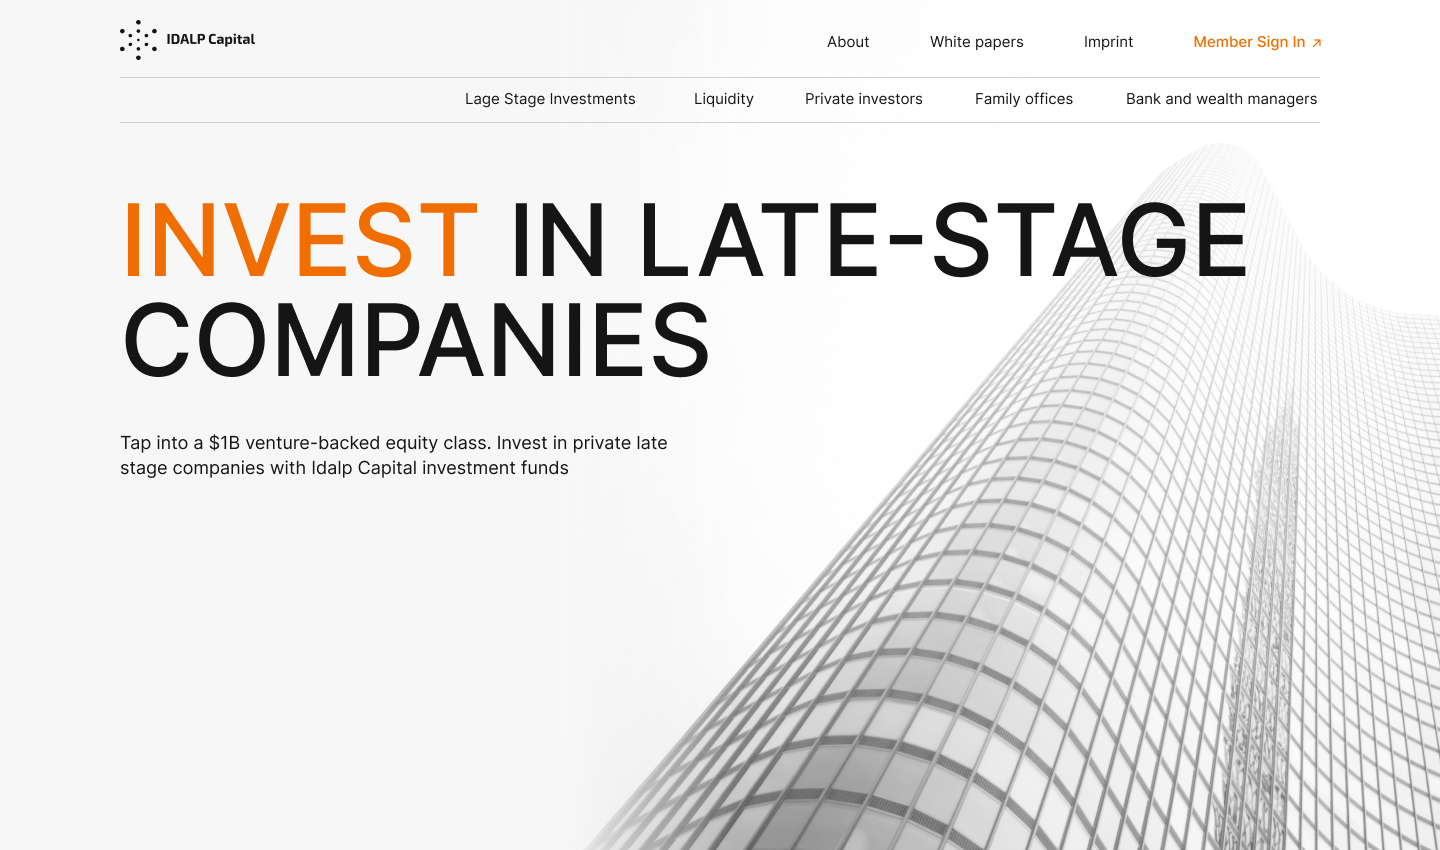 IDALP Capital
About
White papers
Imprint
Member Sign In ↗
Lage Stage Investments
Liquidity
Private investors
Family offices
Bank and wealth managers
INVEST IN LATE-STAGE
COMPANIES
Tap into a $1B venture-backed equity class. Invest in private late
stage companies with Idalp Capital investment funds